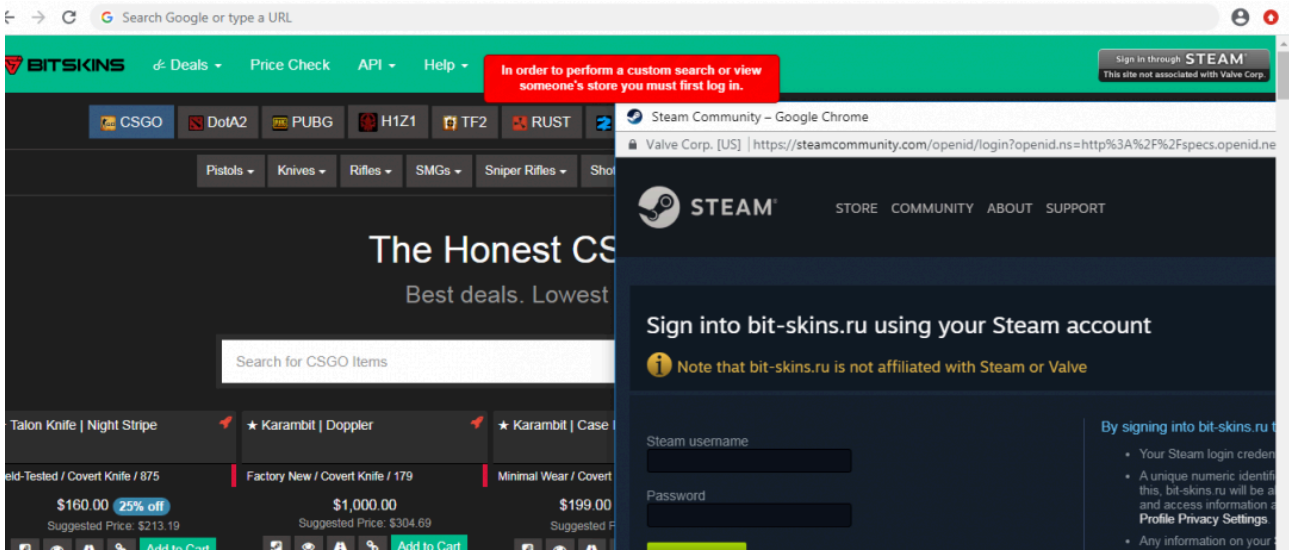 Search Google or type a URL
BITSKINS Deals Price Check API Help
In order to perform a custom search or view
someone's store you must first log in.
Sign in through STEAM
This site not associated with Valve Corp.
CSGO DotA2 PUBG H1Z1 TF2 RUST
Pistols Knives Rifles SMGs Sniper Rifles
The Honest
Best deals. Lowest
Search for CSGO Items
Talon Knife | Night Stripe
★ Karambit | Doppler
★ Karambit | Case
Factory New / Covert Knife / 179
Minimal Wear / Covert
$160.00 25% off
Suggested Price: $213.19
$1,000.00
Suggested Price: $304.69
$199.00
Add to Cart
Add to Cart
Steam Community – Google Chrome
Valve Corp. [US] | https://steamcommunity.com/openid/login?openid.ns=http%3A%2F%2Fspecs.openid.ne
STEAM® STORE COMMUNITY ABOUT SUPPORT
Sign into bit-skins.ru using your Steam account
Note that bit-skins.ru is not affiliated with Steam or Valve
Steam username
Password
By signing into bit-skins.ru
Your Steam login
A unique numeric
this, bit-skins.ru will be
and access information
Profile Privacy Settings.
Any information on your